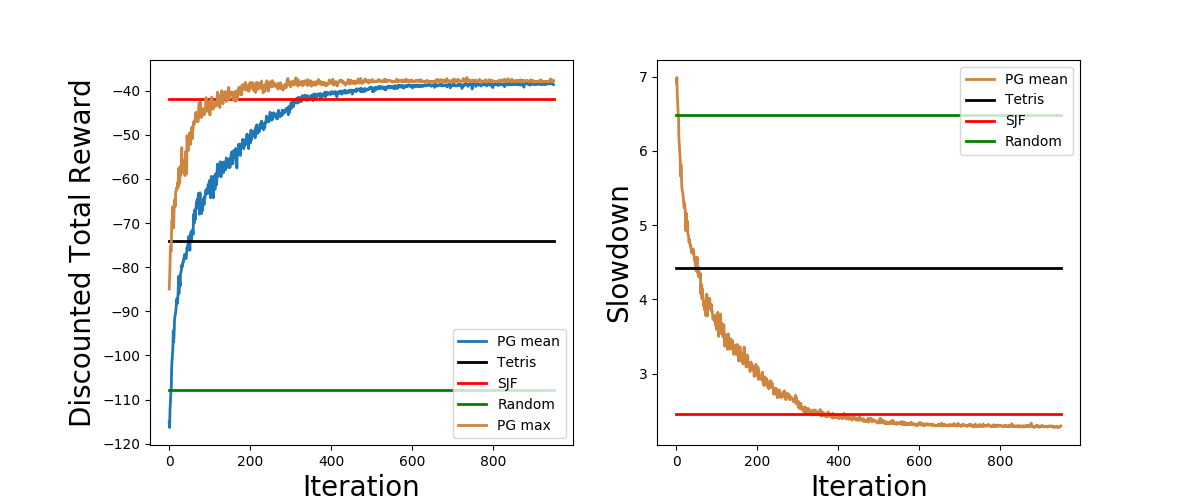 Discounted Total Reward
−40
−50
−60
−70
−80
−90
−100
−110
−120
0 200 400 600 800
Iteration
PG mean
Tetris
SJF
Random
PG max
Slowdown
7
6
5
4
3
0 200 400 600 800
Iteration
PG mean
Tetris
SJF
Random